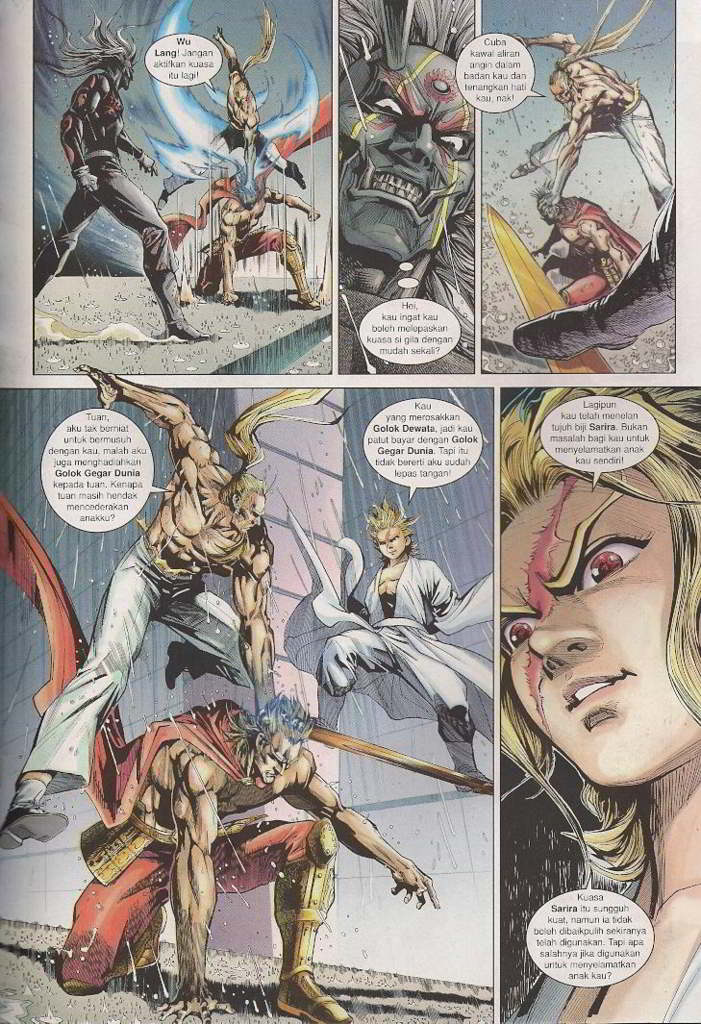 Wu
Lang! Jangan
aktifkan kuasa
itu lagi!
Hei,
kau ingat kau
boleh melepaskan
kuasa si gila dengan
mudah sekali?
Cuba
kawal aliran
angin dalam
badan kau dan
tenangkan hati
kau, nak!
Tuan,
aku tak berniat
untuk bermusuh
dengan kau, malah aku
juga menghadiahkan
Golok Gegar Dunia
kepada tuan. Kenapa
tuan masih hendak
mencederakan
anakku?
Kau
yang merosakkan
Golok Dewata, jadi kau
patut bayar dengan Golok
Gegar Dunia. Tapi itu
tidak bererti aku sudah
lepas tangan!
Lagipun
kau telah menelan
tujuh biji Sarira. Bukan
masalah bagi kau untuk
menyelamatkan anak
kau sendiri!
Kuasa
Sarira itu sungguh
kuat, namun ia tidak
boleh dibaikpulih sekiranya
telah digunakan. Tapi apa
salahnya jika digunakan
untuk menyelamatkan
anak kau?